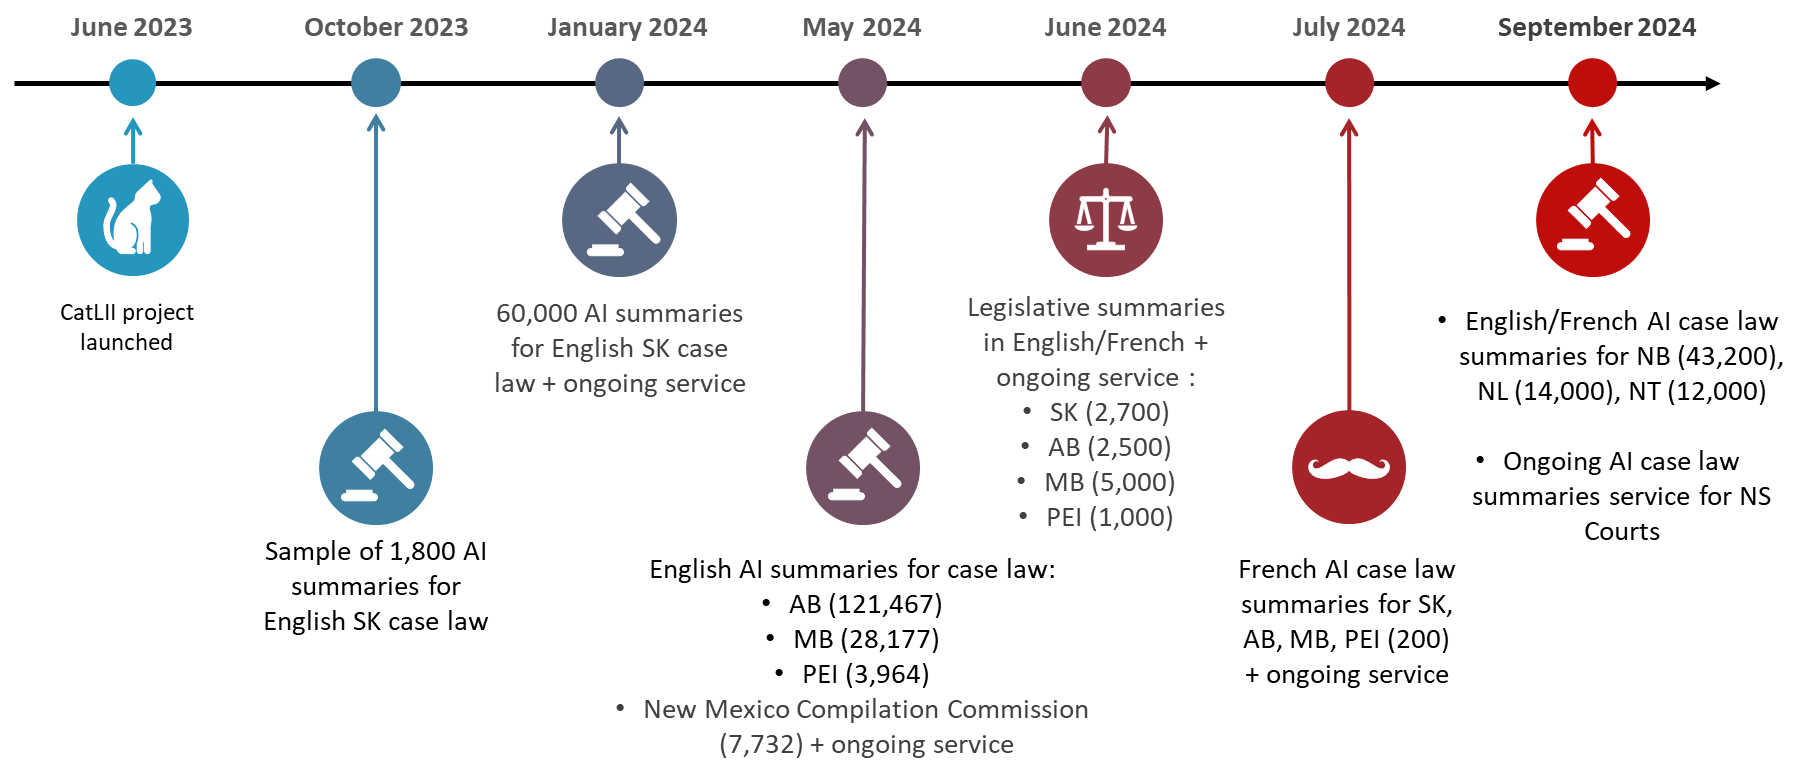 June 2023
October 2023
January 2024
May 2024
June 2024
July 2024
September 2024
CatLII project
launched
Sample of 1,800 AI
summaries for
English SK case law
60,000 AI summaries
for English SK case
law + ongoing service
English AI summaries for case law:
• AB (121,467)
• MB (28,177)
• PEI (3,964)
• New Mexico Compilation Commission
(7,732) + ongoing service
Legislative summaries
in English/French +
ongoing service :
• SK (2,700)
• AB (2,500)
• MB (5,000)
• PEI (1,000)
French AI case law
summaries for SK,
AB, MB, PEI (200)
+ ongoing service
• English/French AI case law
summaries for NB (43,200),
NL (14,000), NT (12,000)
• Ongoing AI case law
summaries service for NS
Courts